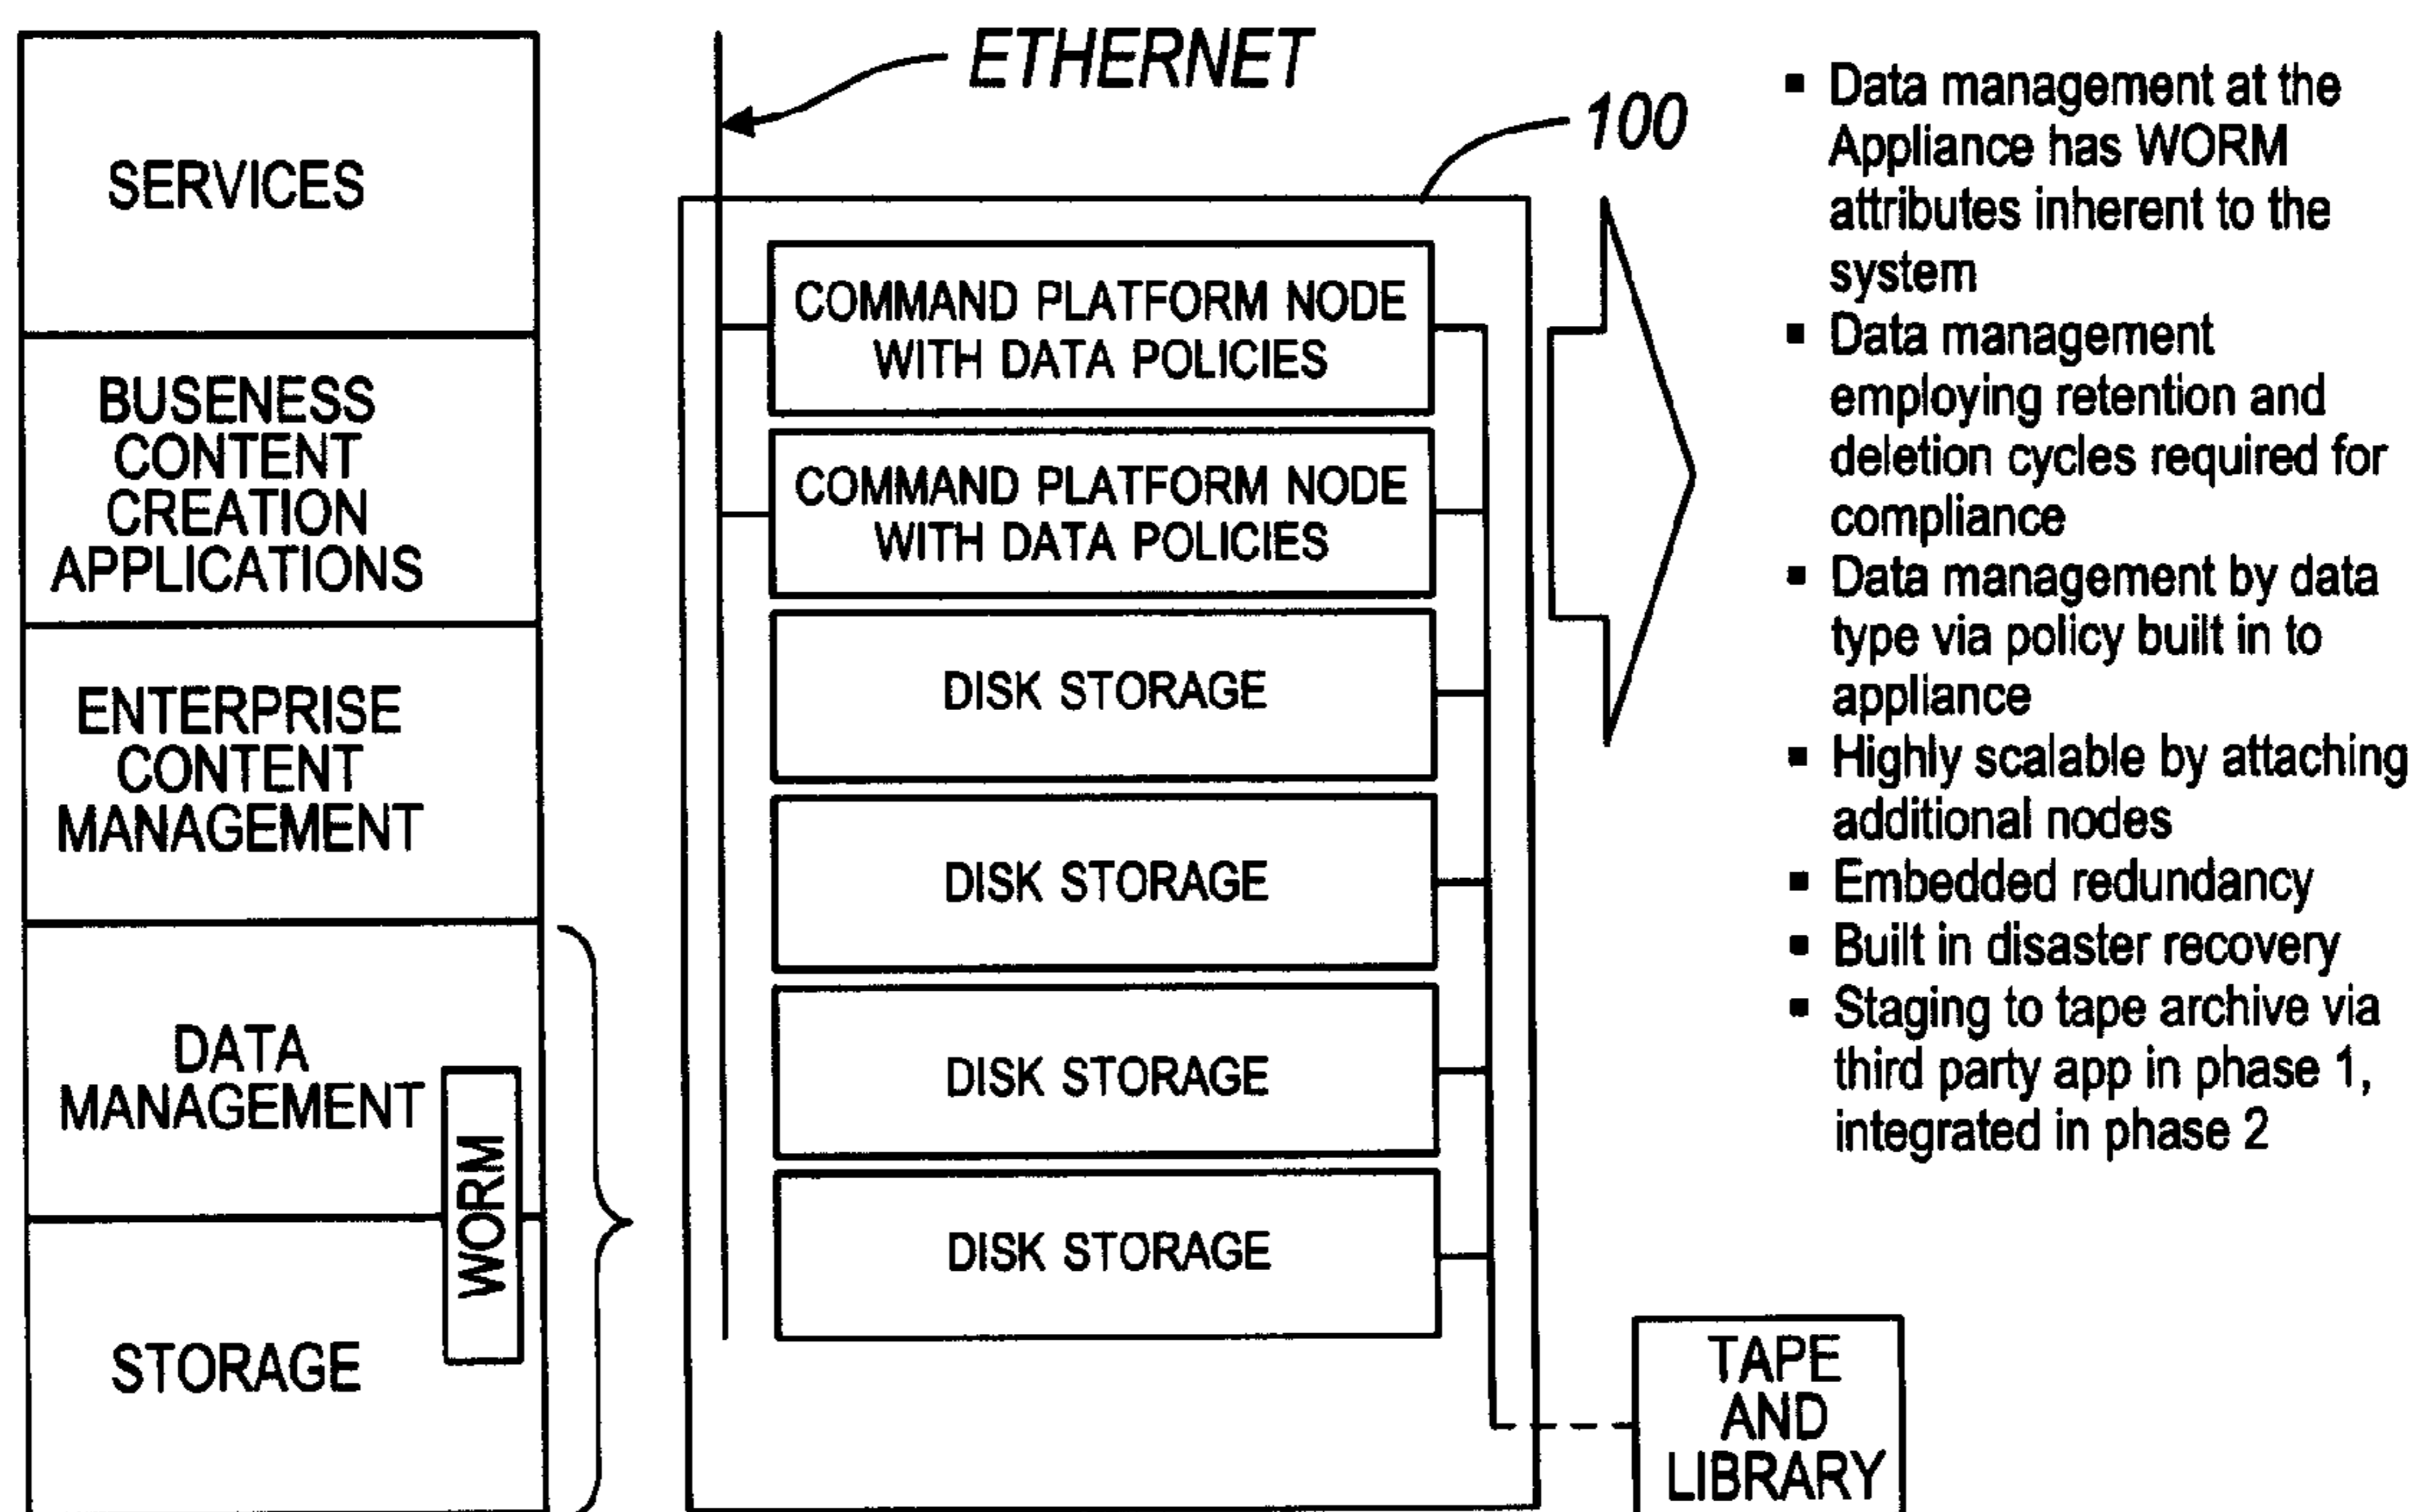 SERVICES
BUSENESS
CONTENT
CREATION
APPLICATIONS
ENTERPRISE
CONTENT
MANAGEMENT
DATA
MANAGEMENT
WORM
STORAGE
ETHERNET
100
COMMAND PLATFORM NODE
WITH DATA POLICIES
COMMAND PLATFORM NODE
WITH DATA POLICIES
DISK STORAGE
DISK STORAGE
DISK STORAGE
DISK STORAGE
TAPE
AND
LIBRARY
▪ Data management at the
Appliance has WORM
attributes inherent to the
system
▪ Data management
employing retention and
deletion cycles required for
compliance
▪ Data management by data
type via policy built in to
appliance
▪ Highly scalable by attaching
additional nodes
▪ Embedded redundancy
▪ Built in disaster recovery
▪ Staging to tape archive via
third party app in phase 1,
integrated in phase 2